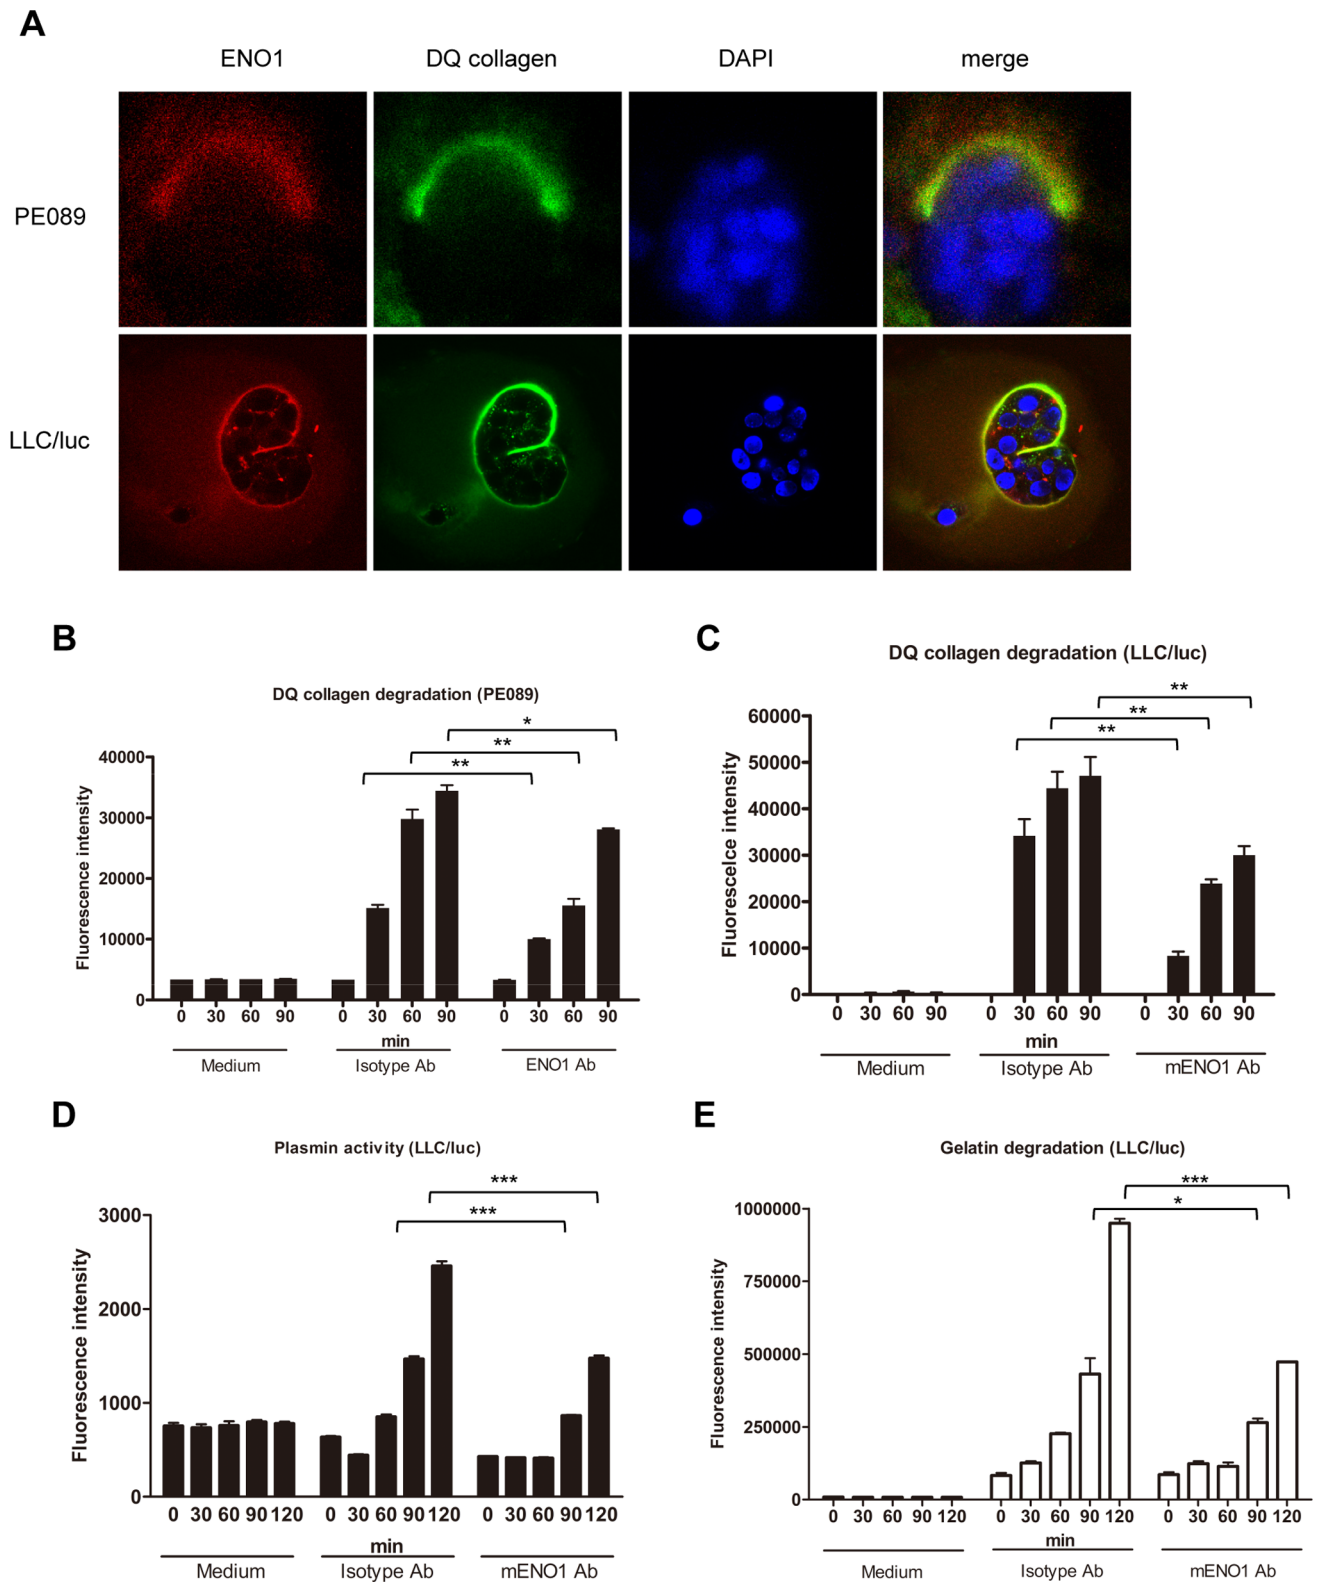 A
ENO1 DQ collagen DAPI merge
PE089
LLC/luc
B
DQ collagen degradation (PE089)
*
**
**
Fluorescence intensity
40000
30000
20000
10000
0
0 30 60 90 0 30 60 90 0 30 60 90
min
Medium Isotype Ab ENO1 Ab
C
DQ collagen degradation (LLC/luc)
**
**
**
FluoresceIce intensity
60000
50000
40000
30000
20000
10000
0
0 30 60 90 0 30 60 90 0 30 60 90
min
Medium Isotype Ab mENO1 Ab
D
Plasmin activity (LLC/luc)
***
***
Fluorescence intensity
3000
2000
1000
0
0 30 60 90 120 0 30 60 90 120 0 30 60 90 120
min
Medium Isotype Ab mENO1 Ab
E
Gelatin degradation (LLC/luc)
***
*
Fluorescence intensity
1000000
750000
500000
250000
0
0 30 60 90 120 0 30 60 90 120 0 30 60 90 120
min
Medium Isotype Ab mENO1 Ab